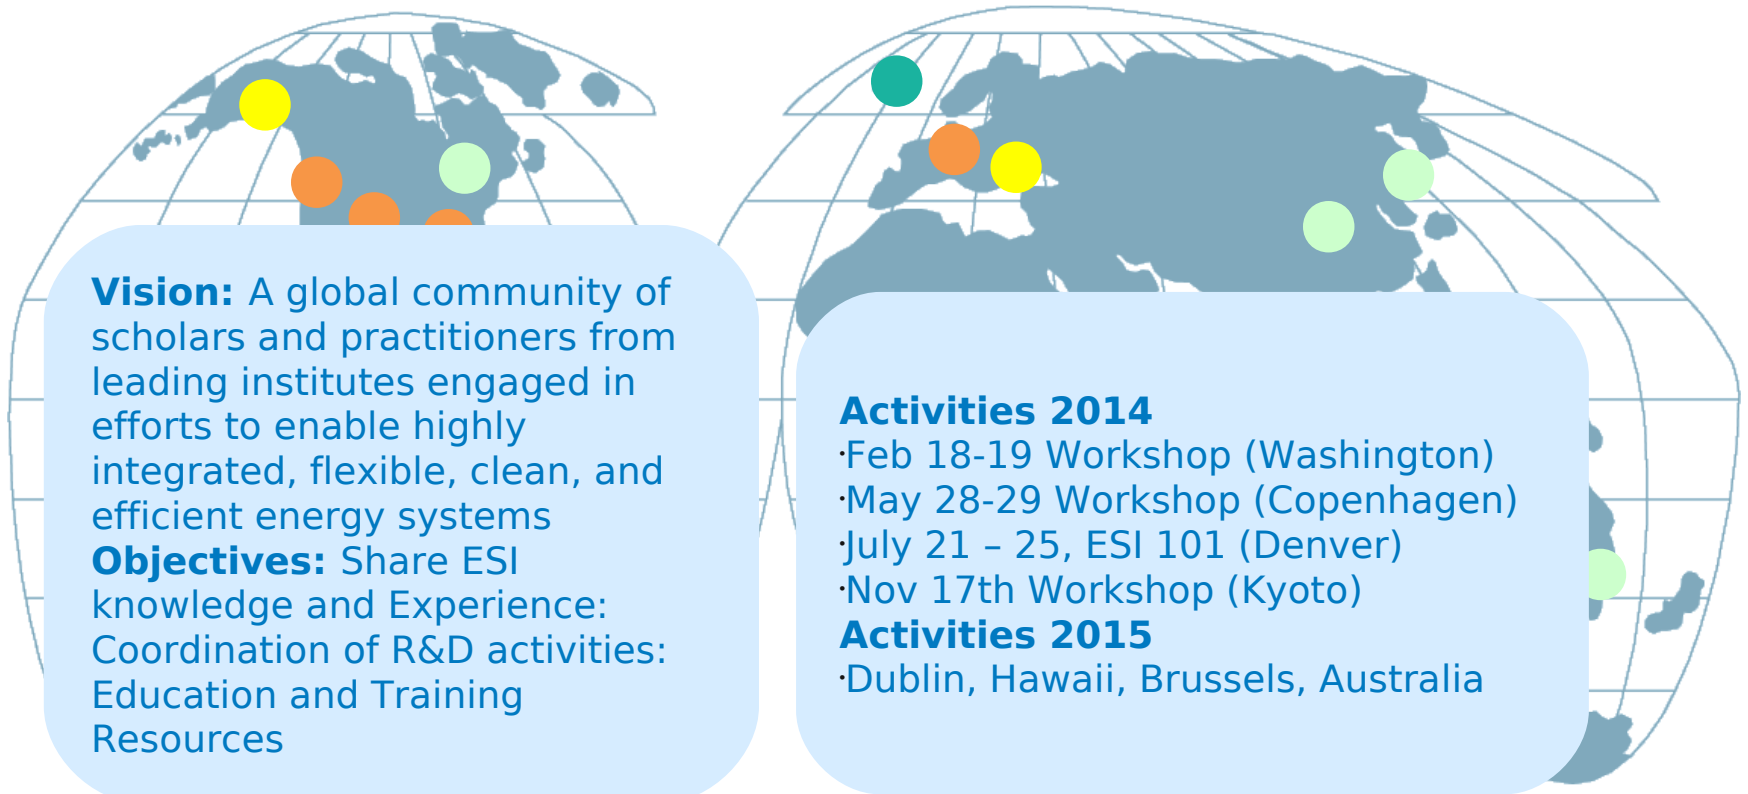 Vision: A global community of
scholars and practitioners from
leading institutes engaged in
efforts to enable highly
integrated, flexible, clean, and
efficient energy systems
Objectives: Share ESI
knowledge and Experience:
Coordination of R&D activities:
Education and Training
Resources
Activities 2014
·Feb 18-19 Workshop (Washington)
·May 28-29 Workshop (Copenhagen)
·July 21 – 25, ESI 101 (Denver)
·Nov 17th Workshop (Kyoto)
Activities 2015
·Dublin, Hawaii, Brussels, Australia